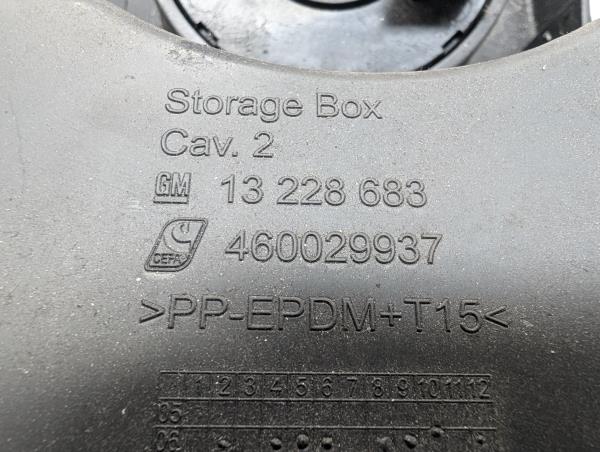 Storage Box
Cav. 2
GM 13 228 683
CEFA 460029937
>PP-EPDM+T15<
1 2 3 4 5 6 7 8 9 10 11 12
05
06